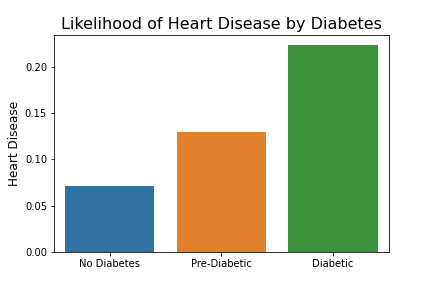 Likelihood of Heart Disease by Diabetes
Heart Disease
0.20
0.15
0.10
0.05
0.00
No Diabetes
Pre-Diabetic
Diabetic